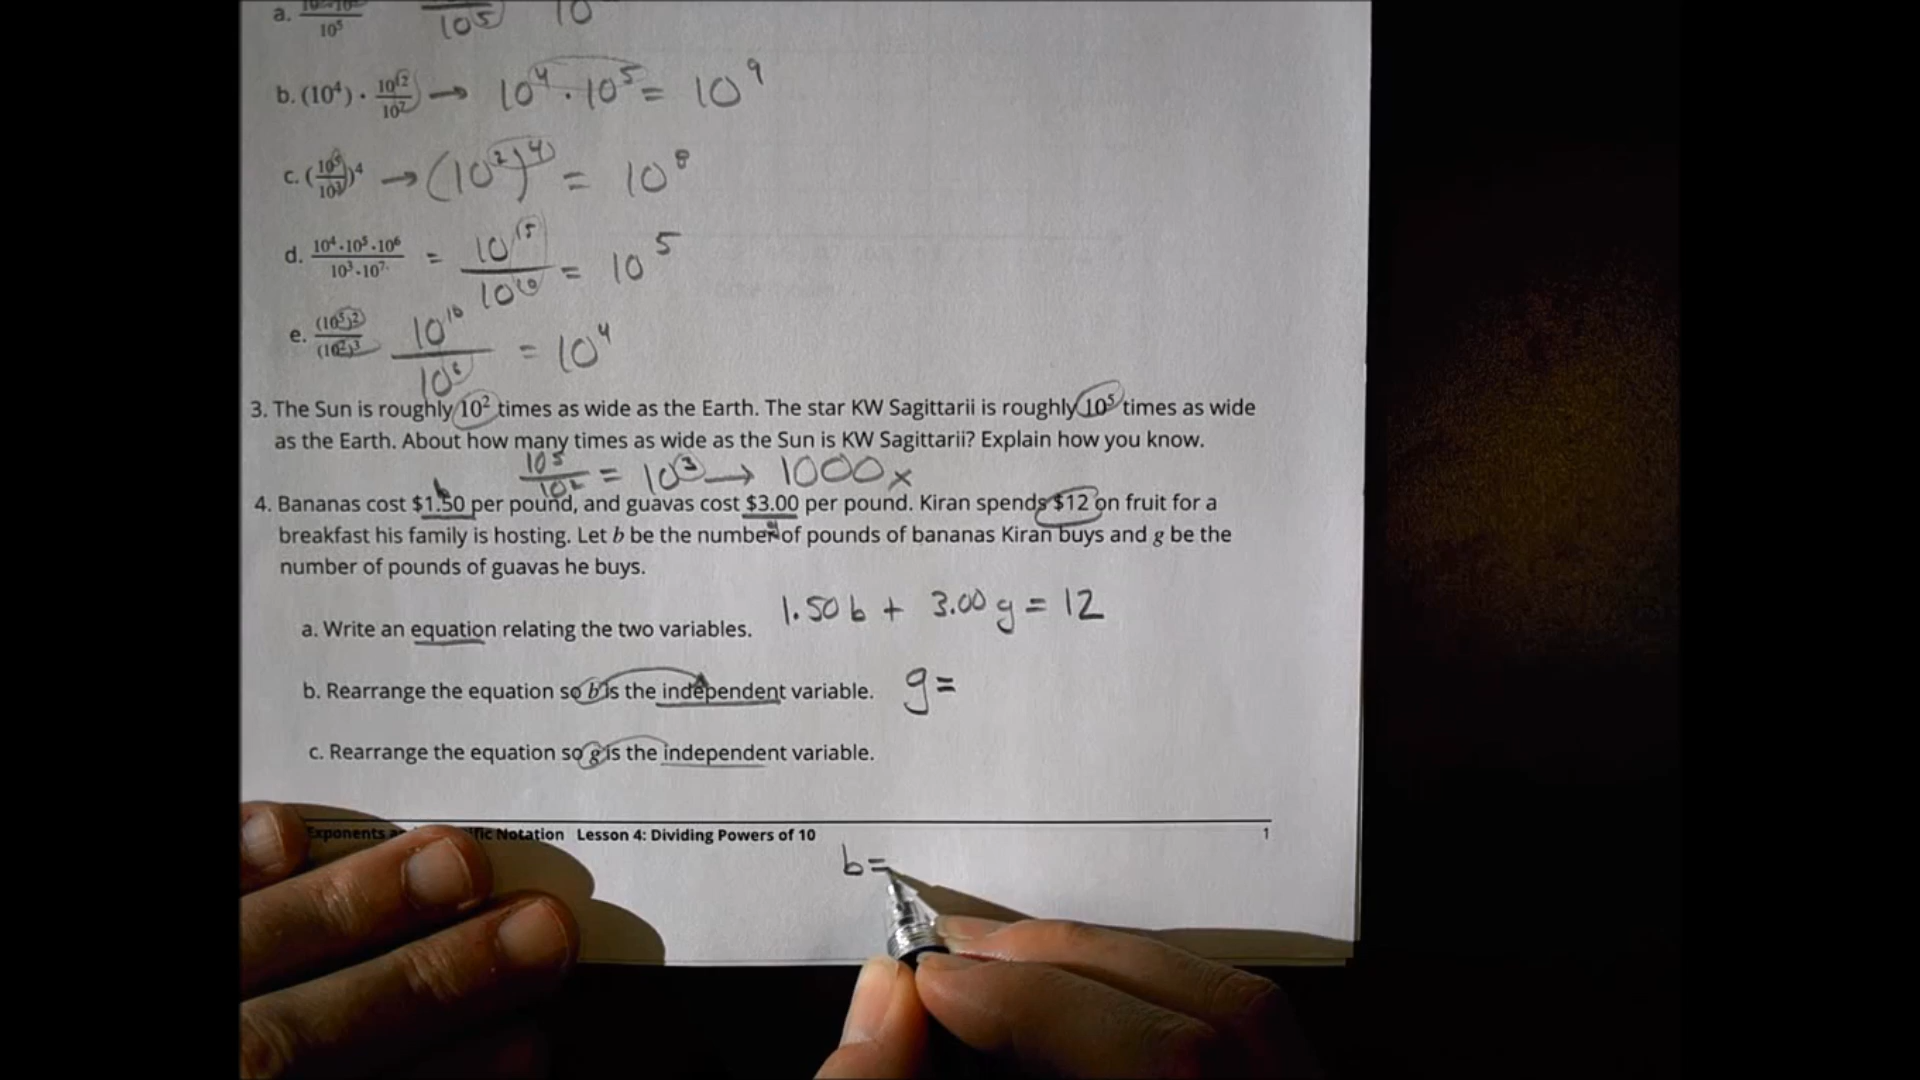 a. 10⁵ 10⁵ 10
b. (10⁴) · 10¹²/10⁷ → 10⁴ · 10⁵ = 10⁹
c. (10⁵/10³)⁴ → (10²)⁴ = 10⁸
d. 10⁴·10⁵·10⁶/10³·10⁷ = 10¹⁵/10¹⁰ = 10⁵
e. (10⁵)²/(10²)³ 10¹⁰/10⁶ = 10⁴
3. The Sun is roughly 10² times as wide as the Earth. The star KW Sagittarii is roughly 10⁵ times as wide
as the Earth. About how many times as wide as the Sun is KW Sagittarii? Explain how you know.
10⁵/10² = 10³ → 1000x
b
4. Bananas cost $1.50 per pound, and guavas cost $3.00 per pound. Kiran spends $12 on fruit for a
breakfast his family is hosting. Let b be the number of pounds of bananas Kiran buys and g be the
number of pounds of guavas he buys.
1.50b + 3.00g = 12
a. Write an equation relating the two variables.
b. Rearrange the equation so b is the independent variable. g=
c. Rearrange the equation so g is the independent variable.
Exponents Notation Lesson 4: Dividing Powers of 10 1
b=